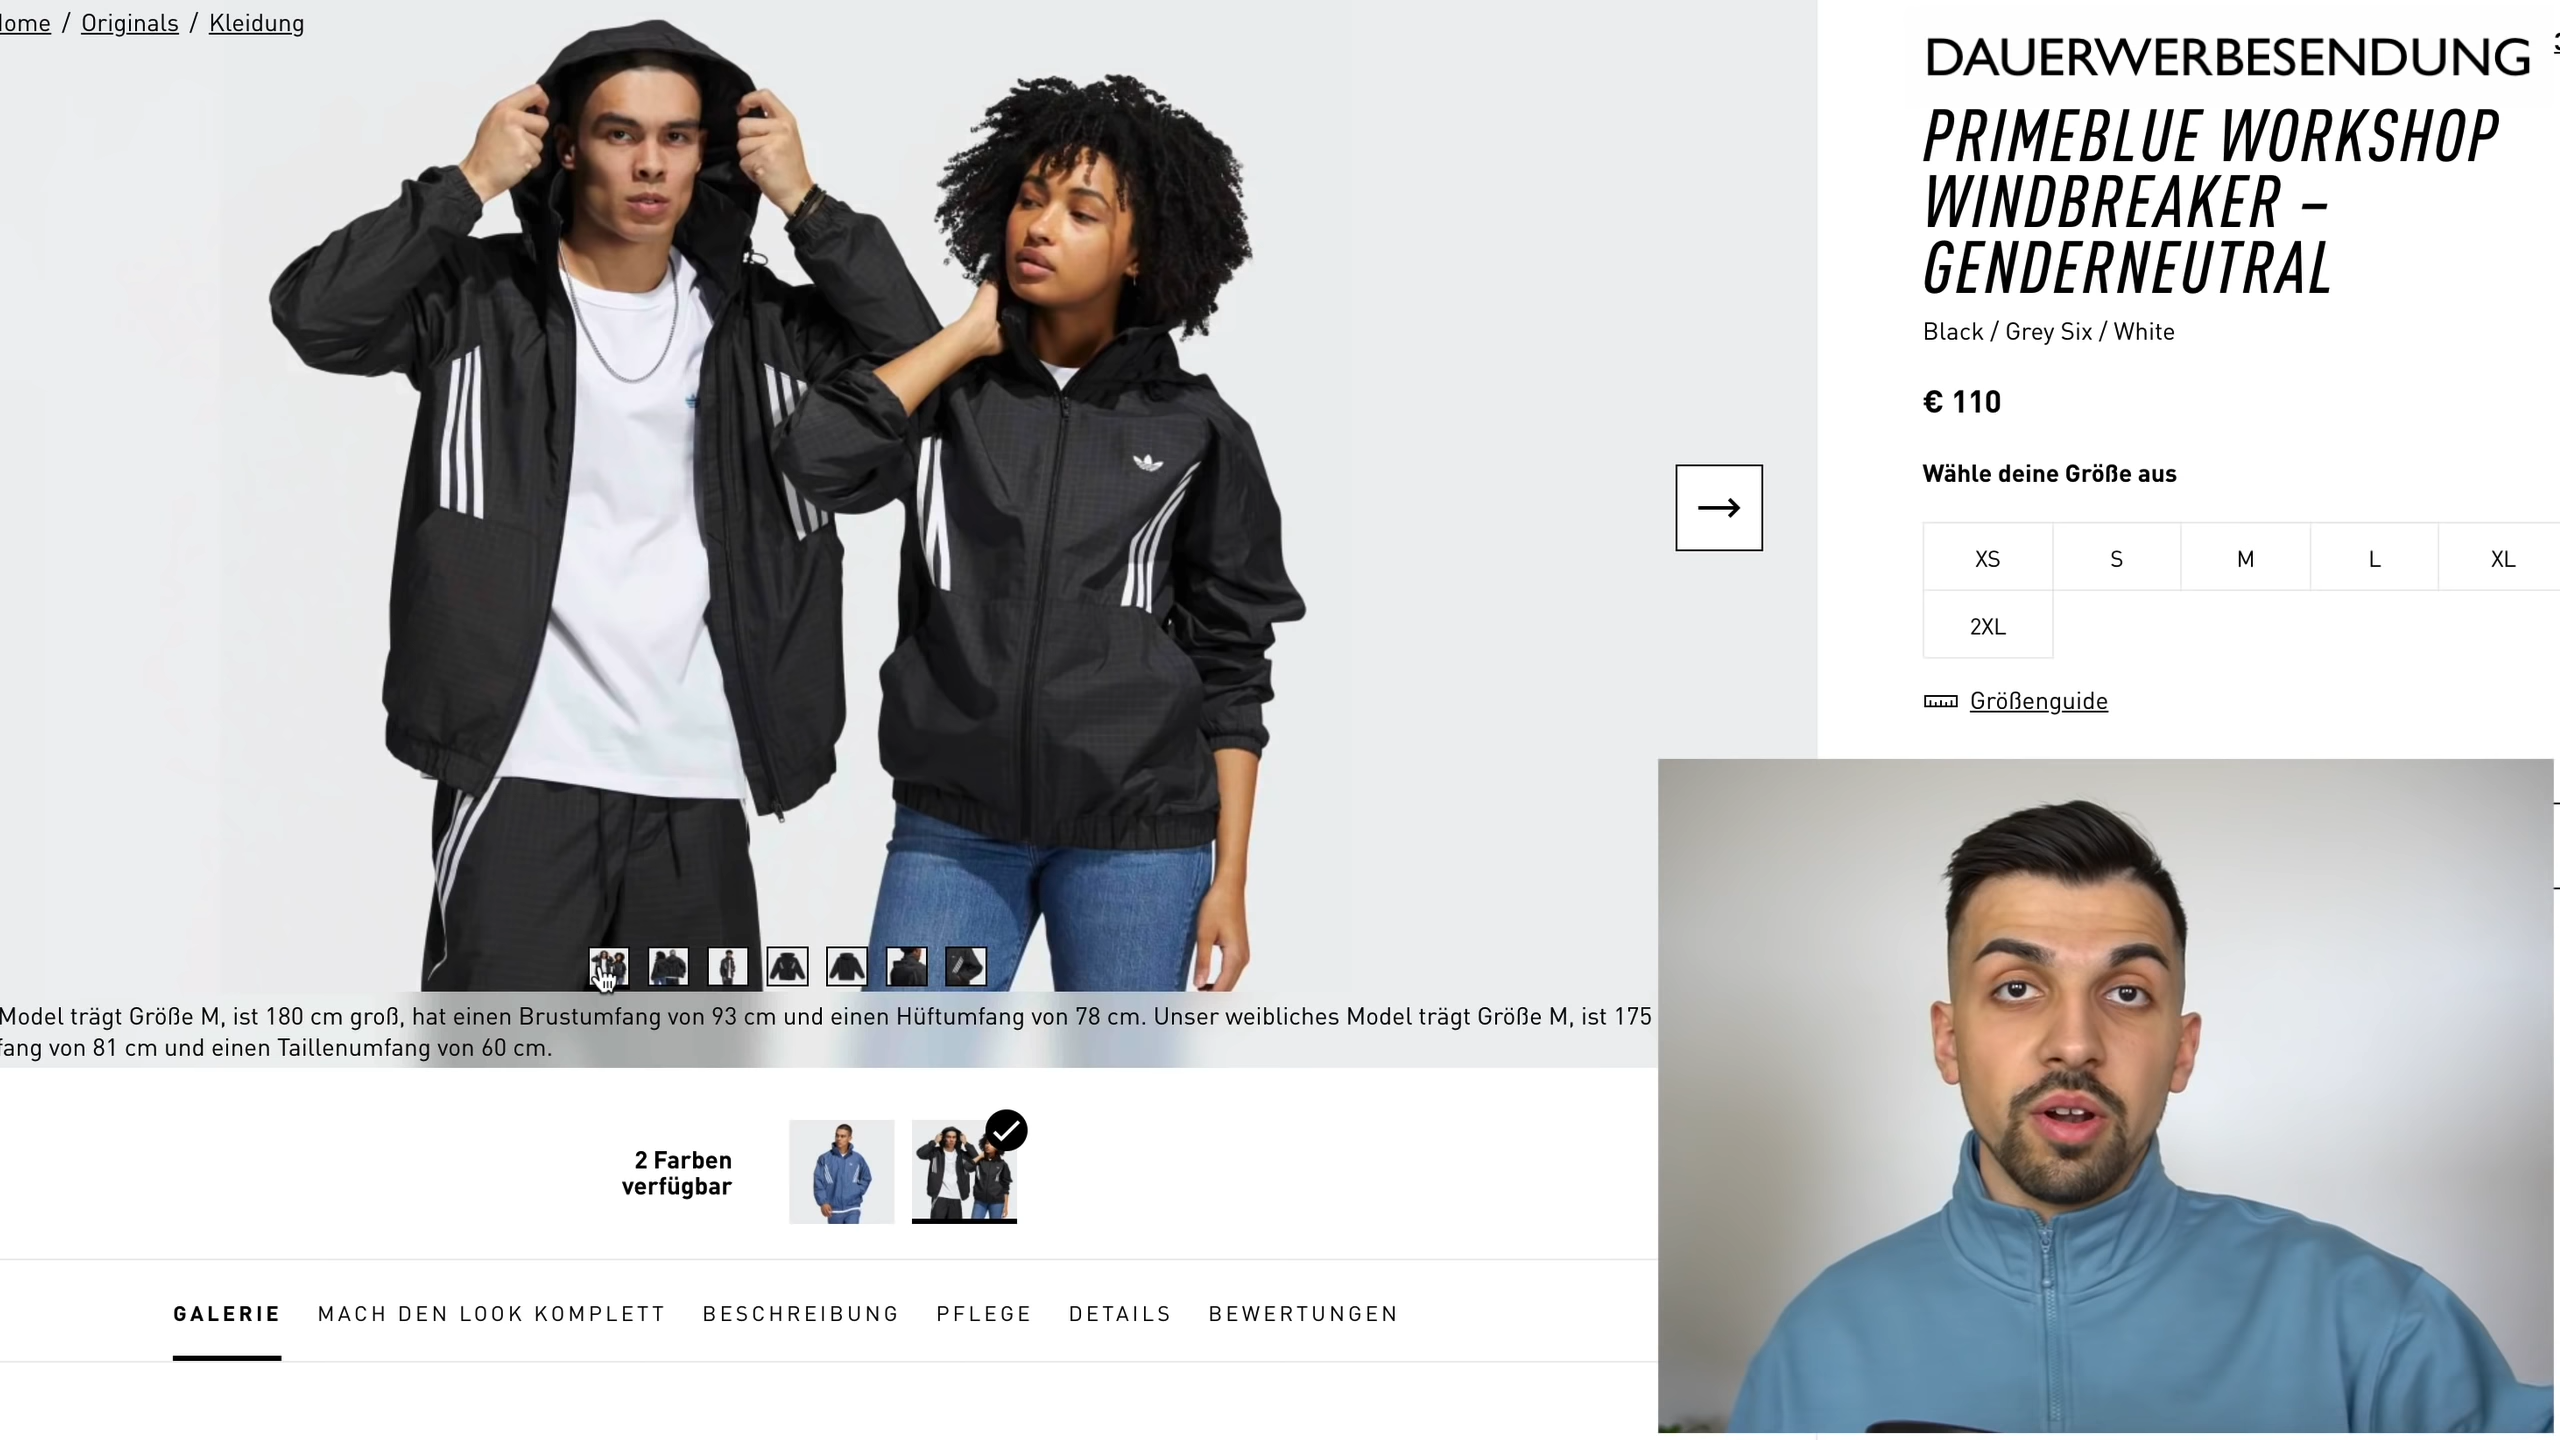 Home / Originals / Kleidung
DAUERWERBESENDUNG
PRIMEBLUE WORKSHOP
WINDBREAKER –
GENDERNEUTRAL
Black / Grey Six / White
€ 110
Wähle deine Größe aus
XS S M L XL
2XL
Größenguide
Model trägt Größe M, ist 180 cm groß, hat einen Brustumfang von 93 cm und einen Hüftumfang von 78 cm. Unser weibliches Model trägt Größe M, ist 175
fang von 81 cm und einen Taillenumfang von 60 cm.
2 Farben
verfügbar
GALERIE MACH DEN LOOK KOMPLETT BESCHREIBUNG PFLEGE DETAILS BEWERTUNGEN